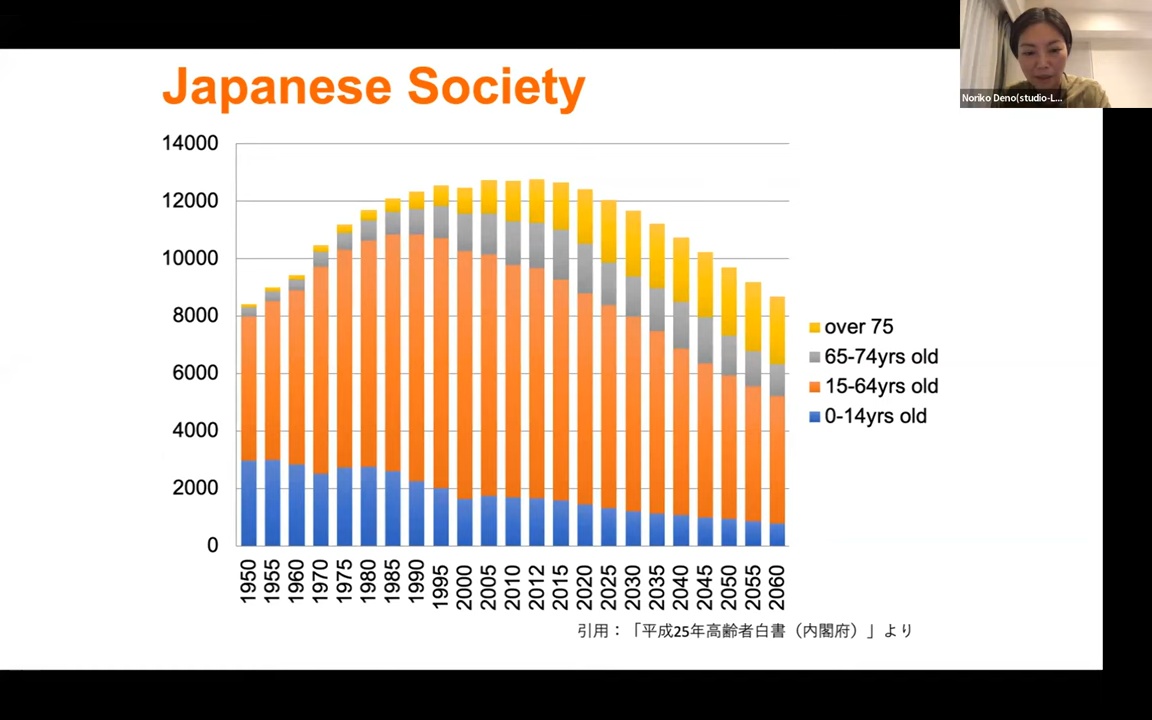 Japanese Society
Noriko Deno(studio-L...
14000
12000
10000
8000
6000
4000
2000
0
over 75
65-74yrs old
15-64yrs old
0-14yrs old
1950 1955 1960 1970 1975 1980 1985 1990 1995 2000 2005 2010 2012 2015 2020 2025 2030 2035 2040 2045 2050 2055 2060
引用：「平成25年高齢者白書（内閣府）」より